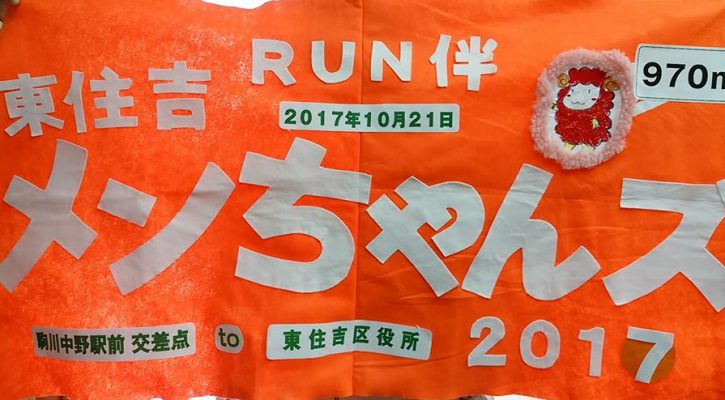 RUN伴
970m
東住吉
2017年10月21日
メンちゃんズ
駒川中野駅前 交差点 to 東住吉区役所
2017